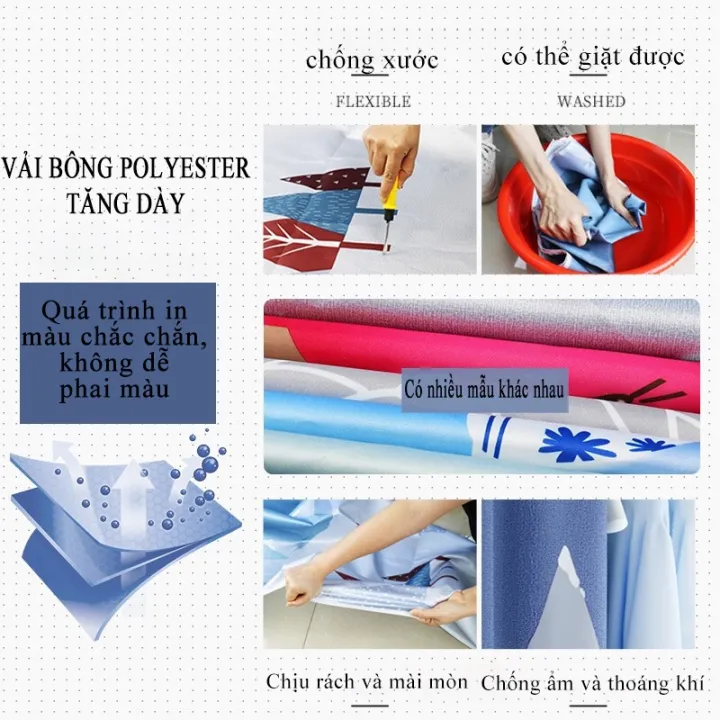 chống xước
FLEXIBLE
có thể giặt được
WASHED
VẢI BÔNG POLYESTER
TĂNG DÀY
Quá trình in
màu chắc chắn,
không dễ
phai màu
Có nhiều mẫu khác nhau
Chịu rách và mài mòn
Chống ẩm và thoáng khí